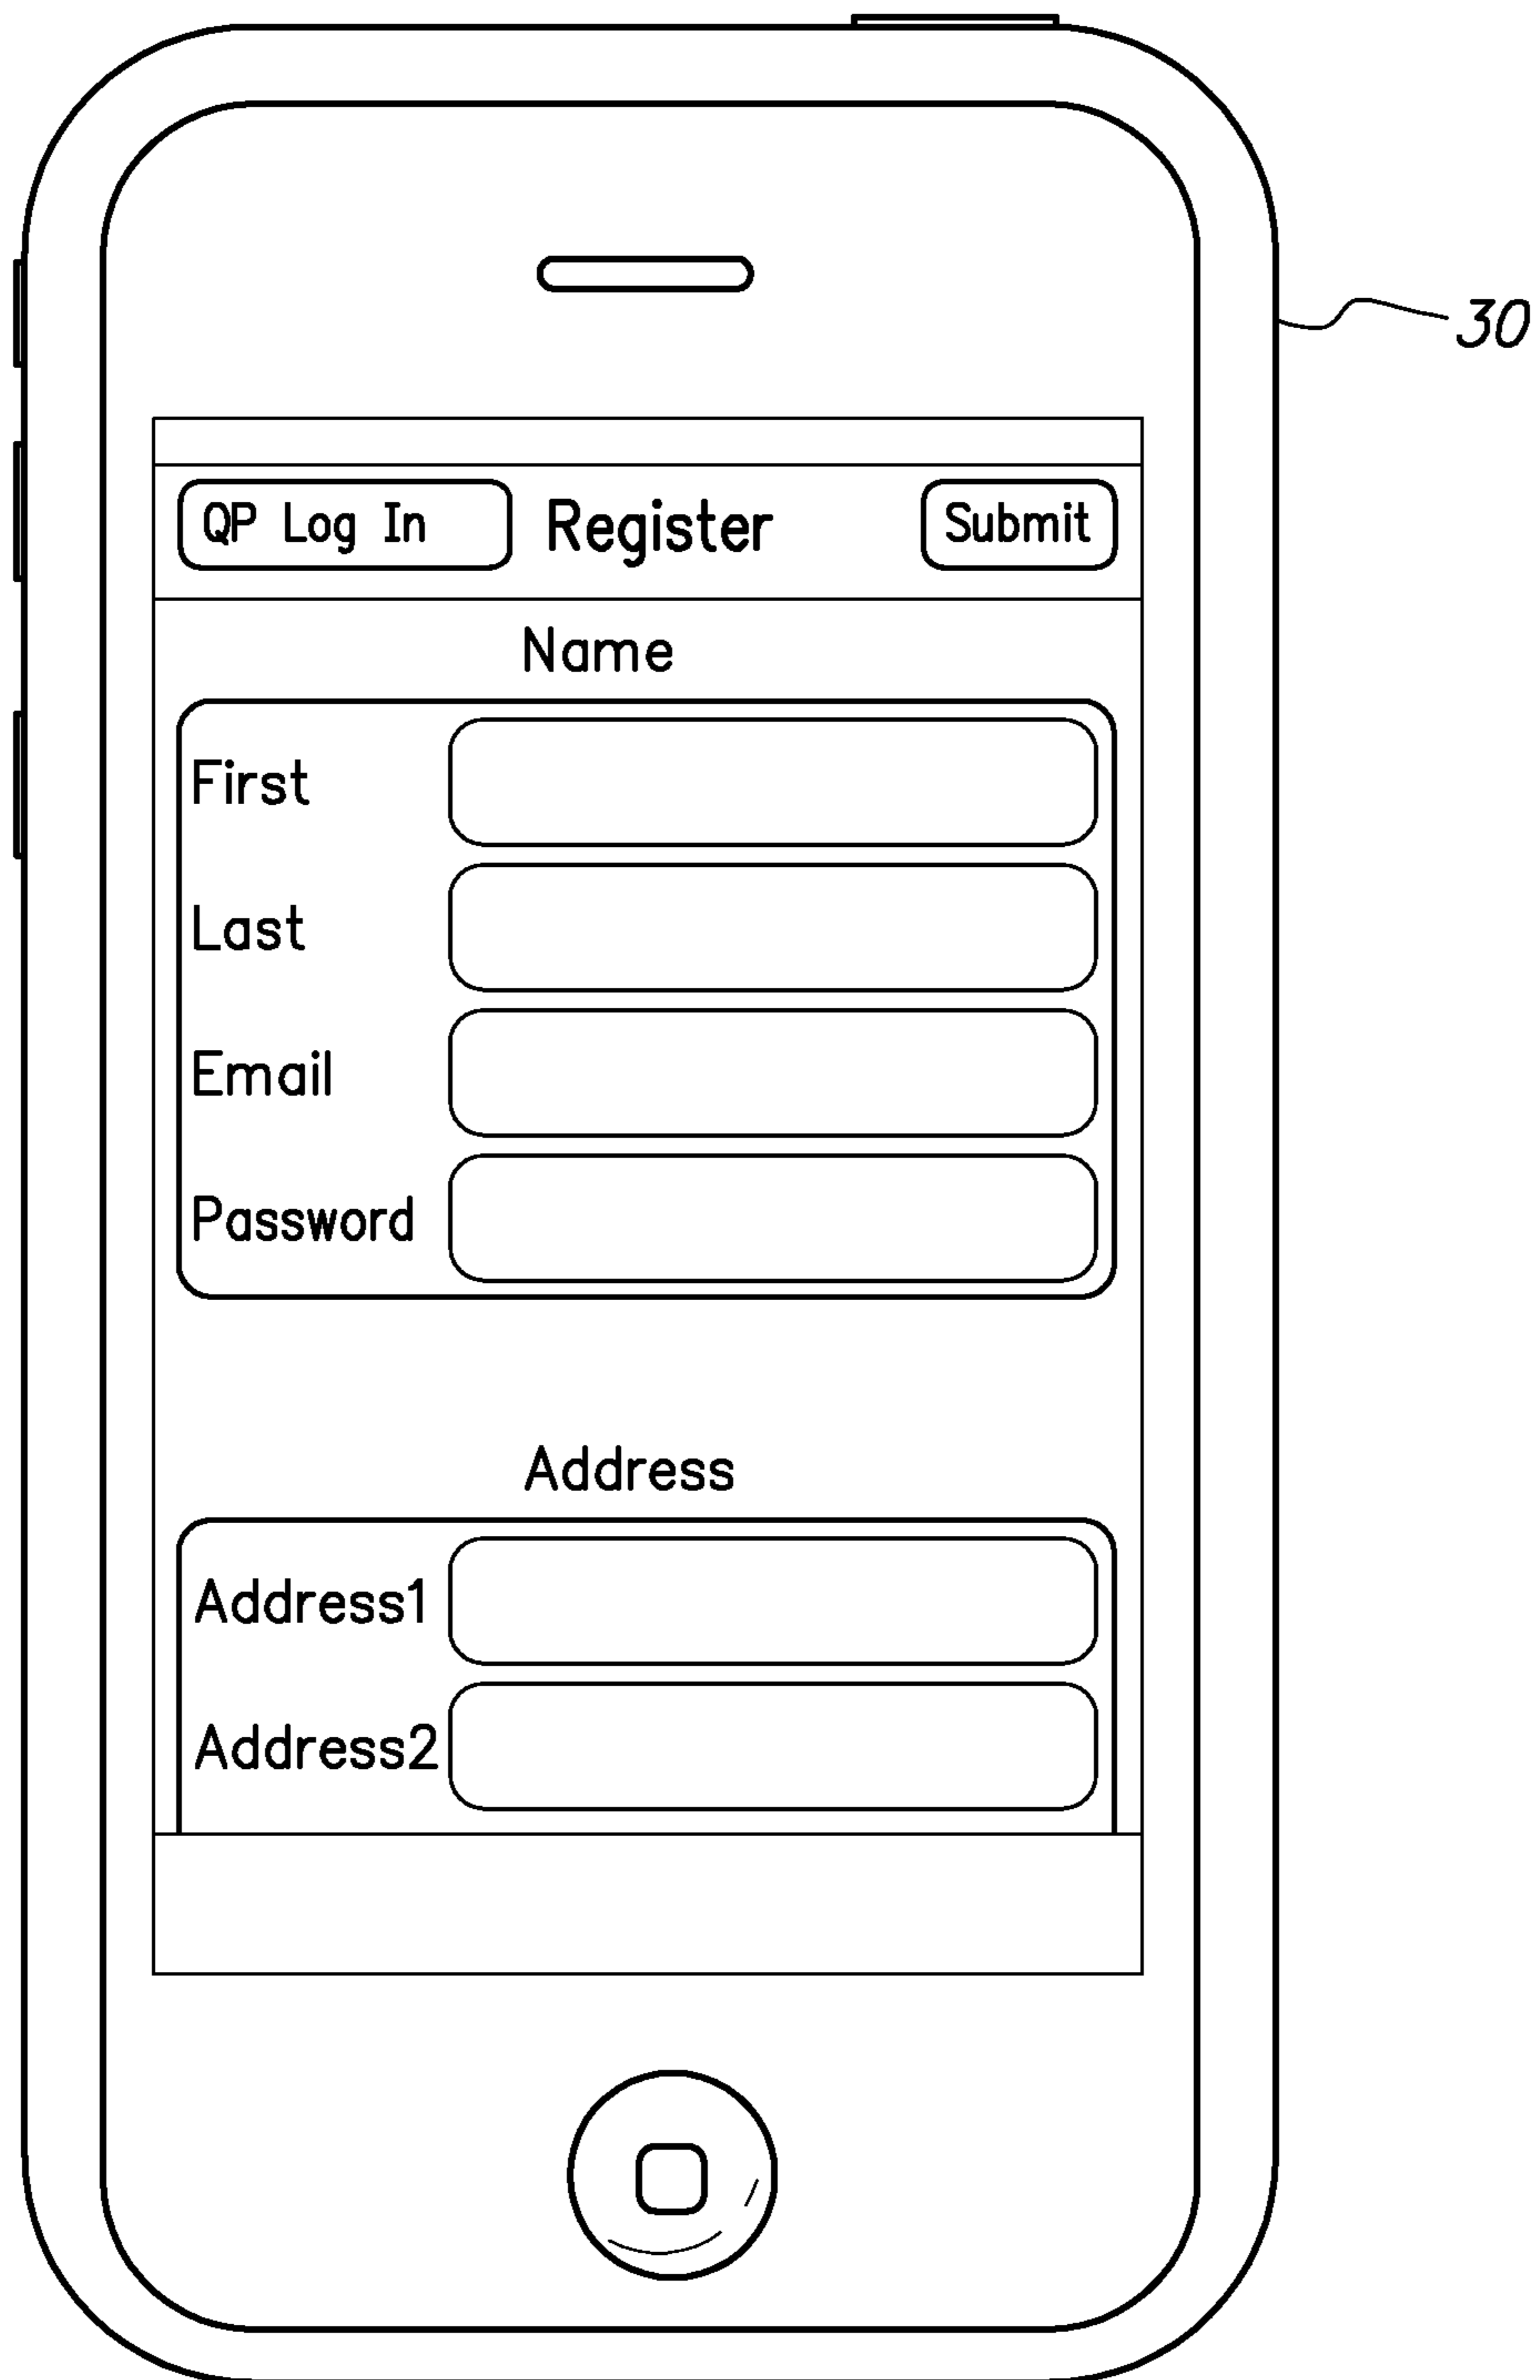 30
QP Log In Register Submit
Name
First
Last
Email
Password
Address
Address1
Address2